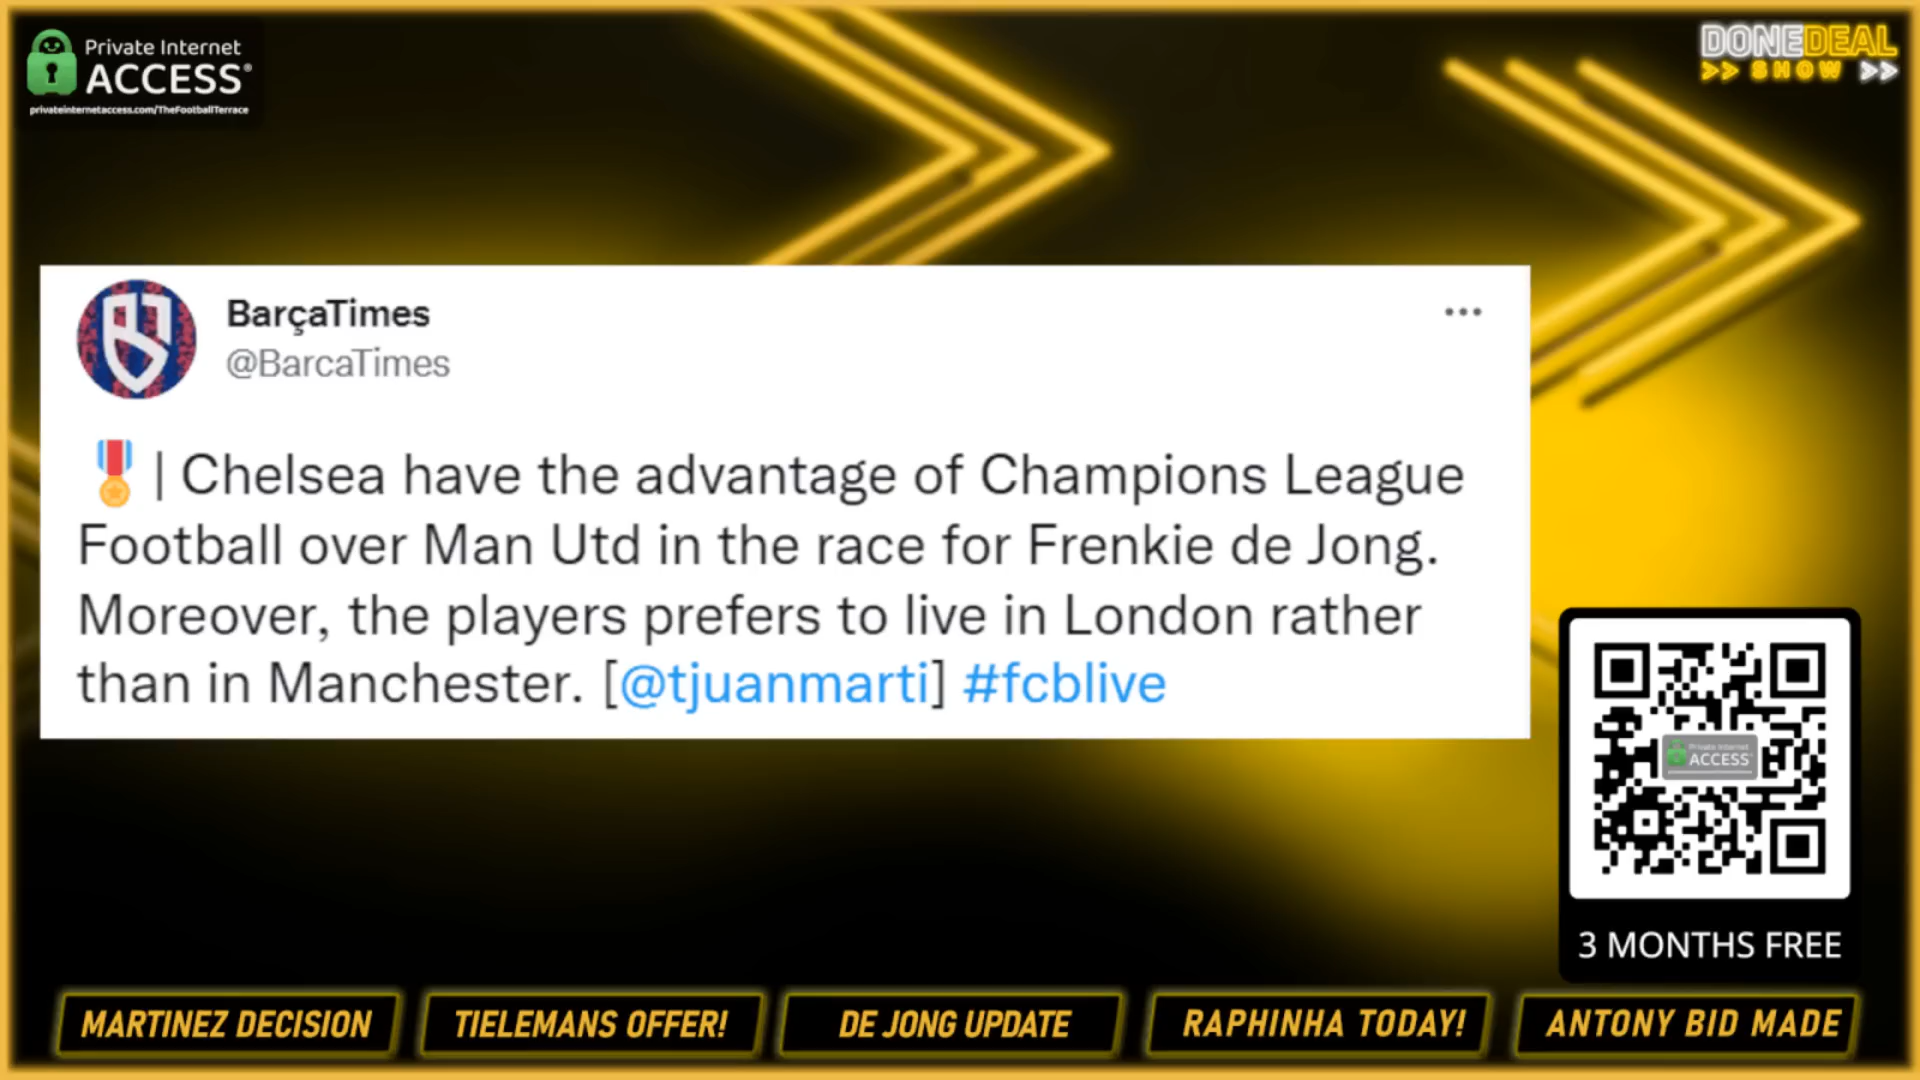 Private Internet
ACCESS®
privateinternetaccess.com/TheFootballTerrace
DONEDEAL
SHOW
BarçaTimes
@BarcaTimes
| Chelsea have the advantage of Champions League
Football over Man Utd in the race for Frenkie de Jong.
Moreover, the players prefers to live in London rather
than in Manchester. [@tjuanmarti] #fcblive
Private Internet
ACCESS
3 MONTHS FREE
MARTINEZ DECISION
TIELEMANS OFFER!
DE JONG UPDATE
RAPHINHA TODAY!
ANTONY BID MADE